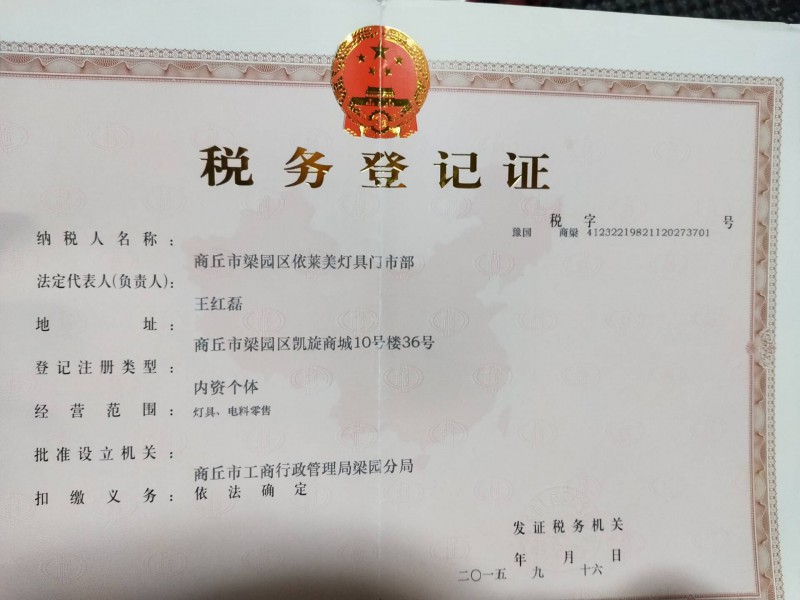 税务登记证
税 字 号
豫国 商梁 41232219821120273701
纳税人名称：
商丘市梁园区依莱美灯具门市部
法定代表人(负责人)：
王红磊
地 址：
商丘市梁园区凯旋商城10号楼36号
登记注册类型：
内资个体
经营范围：
灯具、电料零售
批准设立机关：
商丘市工商行政管理局梁园分局
扣缴义务：
依法确定
发证税务机关
年 月 日
二〇一五 九 十六